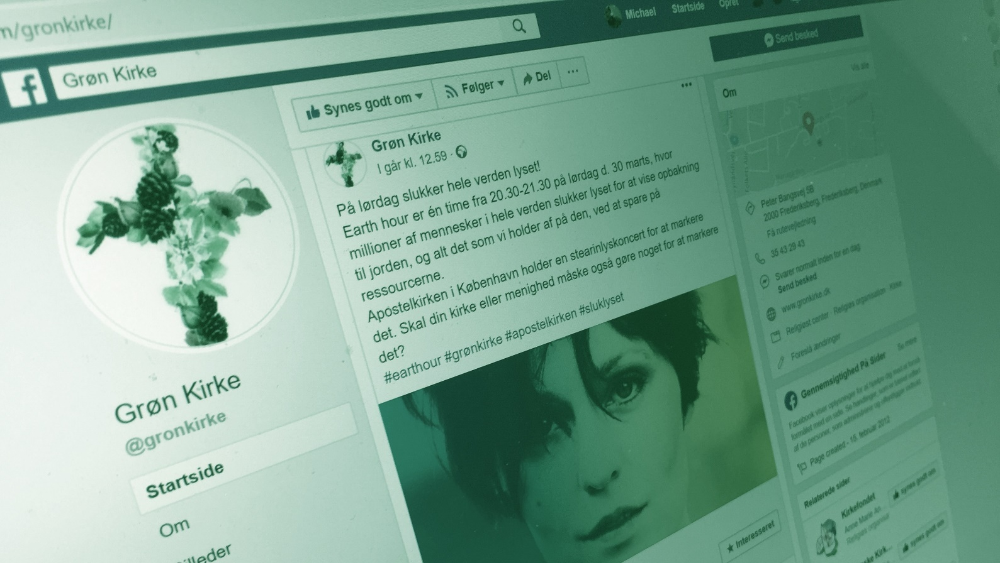 m/gronkirke/
Michael
Startside
Opret
f
Grøn Kirke
Send besked
Synes godt om
Følger
Del
...
Grøn Kirke
I går kl. 12.59 ·
På lørdag slukker hele verden lyset!
Earth hour er én time fra 20.30-21.30 på lørdag d. 30 marts, hvor
millioner af mennesker i hele verden slukker lyset for at vise opbakning
til jorden, og alt det som vi holder af på den, ved at spare på
ressourcerne.
Apostelkirken i København holder en stearinlyskoncert for at markere
det. Skal din kirke eller menighed måske også gøre noget for at markere
det?
#earthour #grønkirke #apostelkirken #sluklyset
Interesseret
Grøn Kirke
@gronkirke
Startside
Om
illeder
Om
Vis alle
Peter Bangsvej 5B
2000 Frederiksberg, Frederiksberg, Denmark
Få rutevejledning
35 43 29 43
Svarer normalt inden for en dag
Send besked
www.gronkirke.dk
Religiøst center · Religiøs organisation · Kirke
Foreslå ændringer
Gennemsigtighed På Sider
Se mere
Facebook viser oplysninger for at hjælpe dig med at forstå
formålet med en side. Se handlinger, som er blevet udført
af de personer, som administrerer og offentliggør indhold.
Page created - 15. februar 2012
Relaterede sider
Kirkefondet
Anne Marie
Religiøs
synes godt om
Kirk...
synes godt om